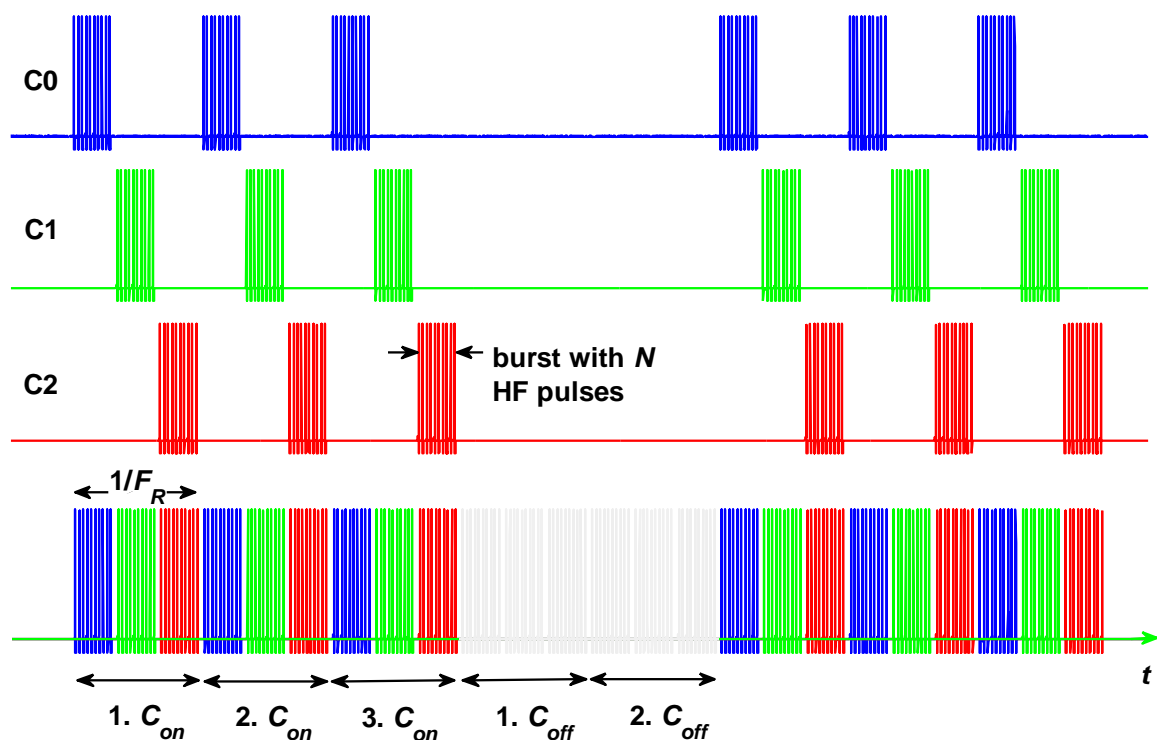 C0
C1
C2
burst with N
HF pulses
1/F_R
t
1. C_on
2. C_on
3. C_on
1. C_off
2. C_off